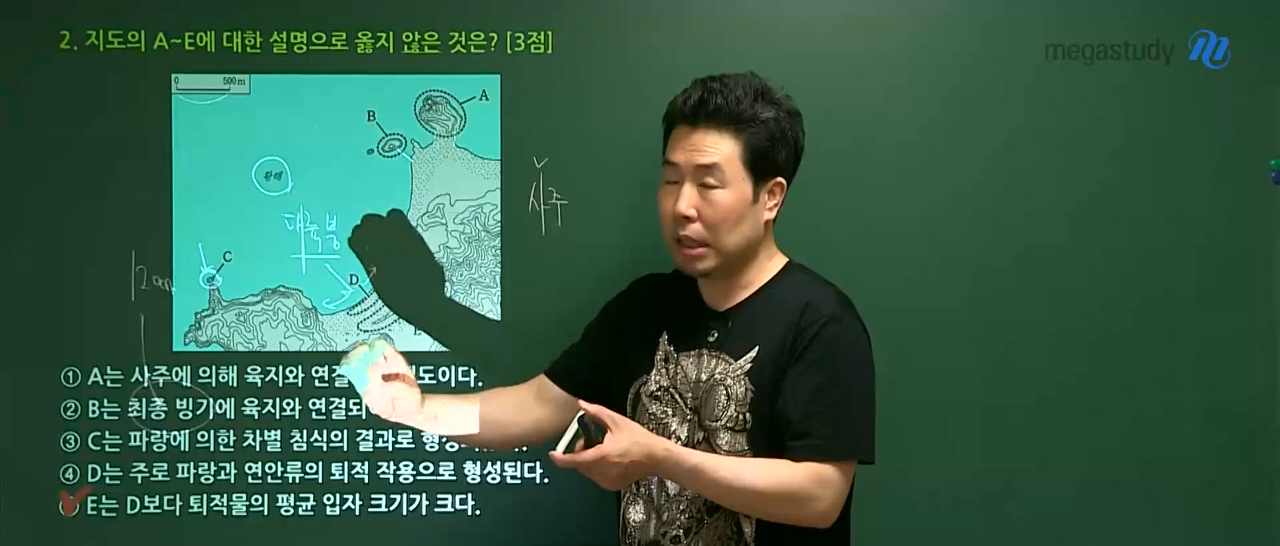 2. 지도의 A~E에 대한 설명으로 옳지 않은 것은? [3점]
megastudy
0 500m
A
B
황해
사주
대륙붕
C
D
① A는 사주에 의해 육지와 연결 도이다.
② B는 최종 빙기에 육지와 연결되
③ C는 파랑에 의한 차별 침식의 결과로
④ D는 주로 파랑과 연안류의 퇴적 작용으로 형성된다.
E는 D보다 퇴적물의 평균 입자 크기가 크다.